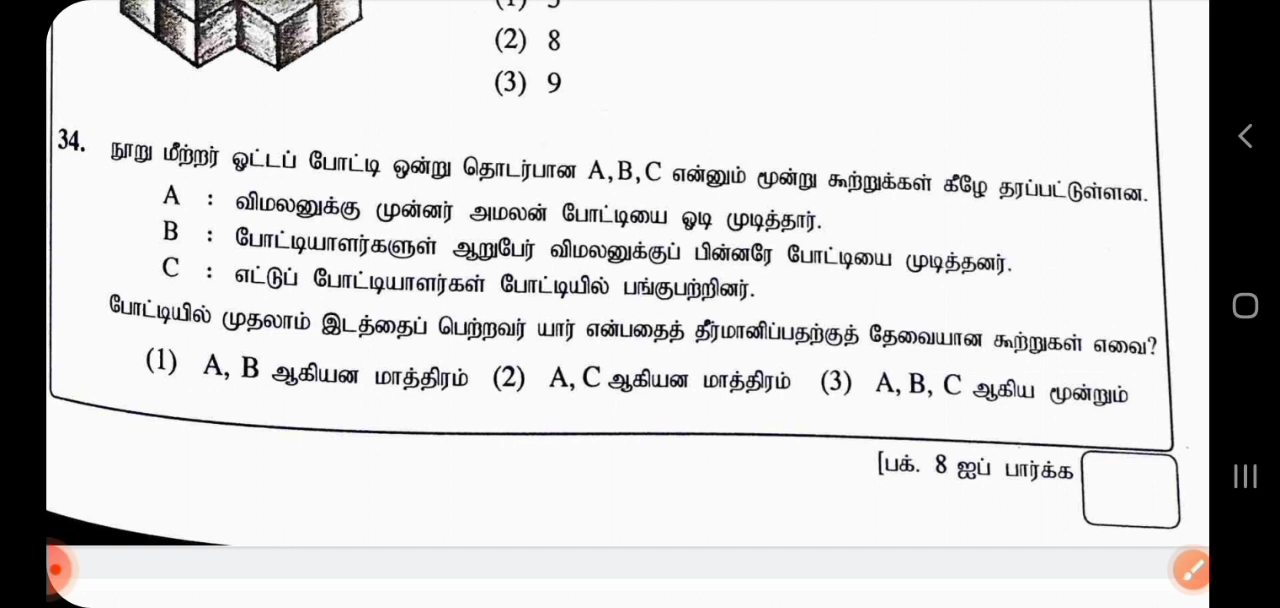 (2) 8
(3) 9
34. நூறு மீற்றர் ஓட்டப் போட்டி ஒன்று தொடர்பான A, B, C என்னும் மூன்று கூற்றுக்கள் கீழே தரப்பட்டுள்ளன.
A : விமலனுக்கு முன்னர் அமலன் போட்டியை ஓடி முடித்தார்.
B : போட்டியாளர்களுள் ஆறுபேர் விமலனுக்குப் பின்னரே போட்டியை முடித்தனர்.
C : எட்டுப் போட்டியாளர்கள் போட்டியில் பங்குபற்றினர்.
போட்டியில் முதலாம் இடத்தைப் பெற்றவர் யார் என்பதைத் தீர்மானிப்பதற்குத் தேவையான கூற்றுகள் எவை?
(1) A, B ஆகியன மாத்திரம் (2) A, C ஆகியன மாத்திரம் (3) A, B, C ஆகிய மூன்றும்
[பக். 8 ஐப் பார்க்க